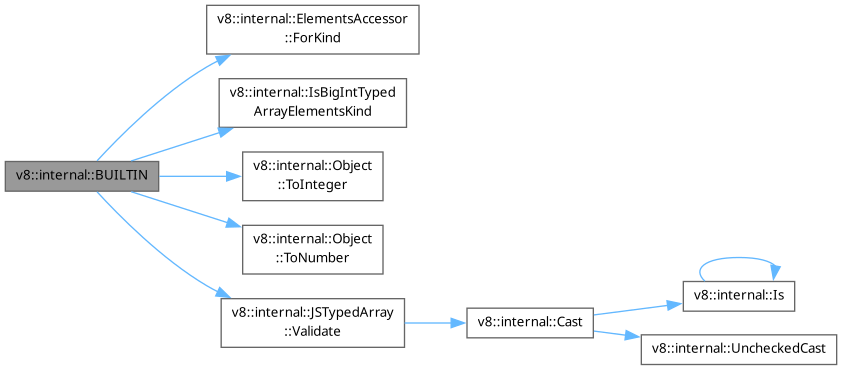 v8::internal::ElementsAccessor
::ForKind
v8::internal::IsBigIntTyped
ArrayElementsKind
v8::internal::BUILTIN
v8::internal::Object
::ToInteger
v8::internal::Object
::ToNumber
v8::internal::JSTypedArray
::Validate
v8::internal::Cast
v8::internal::Is
v8::internal::UncheckedCast